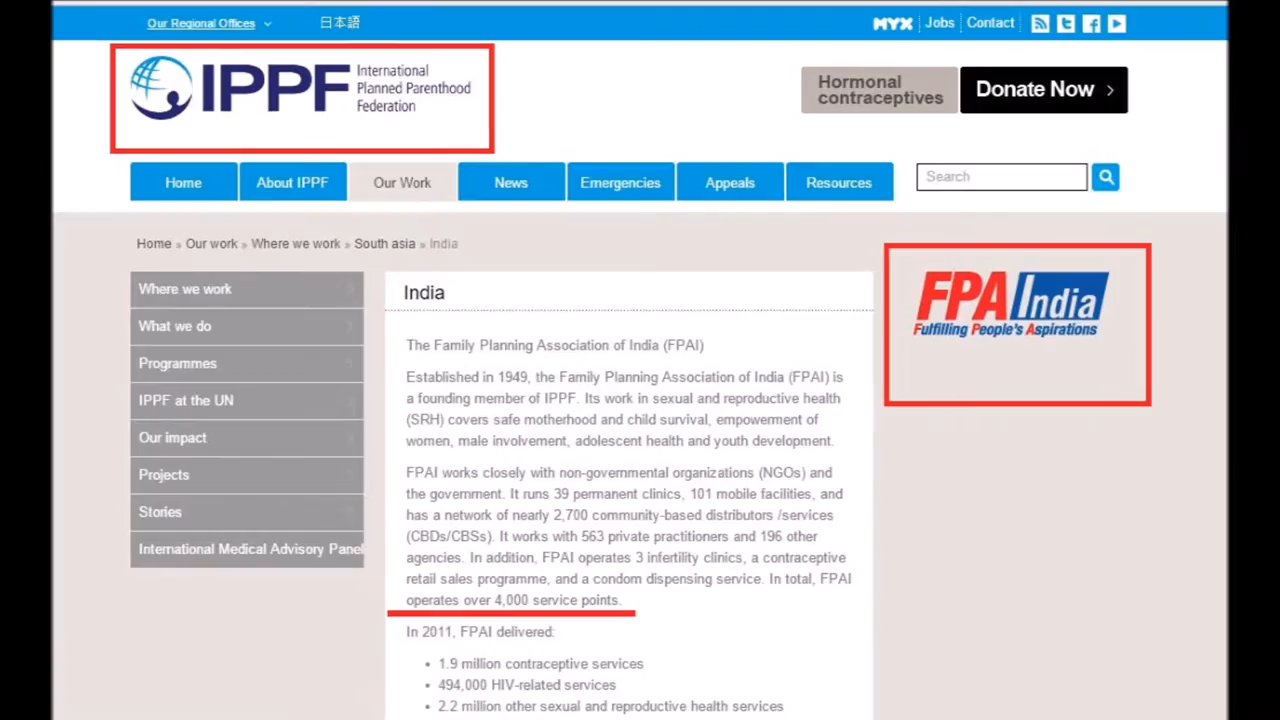 Our Regional Offices
日本語
MYX
Jobs
Contact
IPPF
International
Planned Parenthood
Federation
Hormonal
contraceptives
Donate Now
Home
About IPPF
Our Work
News
Emergencies
Appeals
Resources
Search
Home » Our work » Where we work » South asia » India
Where we work
What we do
Programmes
IPPF at the UN
Our impact
Projects
Stories
International Medical Advisory Panel
India
The Family Planning Association of India (FPAI)
Established in 1949, the Family Planning Association of India (FPAI) is
a founding member of IPPF. Its work in sexual and reproductive health
(SRH) covers safe motherhood and child survival, empowerment of
women, male involvement, adolescent health and youth development.
FPAI works closely with non-governmental organizations (NGOs) and
the government. It runs 39 permanent clinics, 101 mobile facilities, and
has a network of nearly 2,700 community-based distributors /services
(CBDs/CBSs). It works with 563 private practitioners and 196 other
agencies. In addition, FPAI operates 3 infertility clinics, a contraceptive
retail sales programme, and a condom dispensing service. In total, FPAI
operates over 4,000 service points.
In 2011, FPAI delivered:
• 1.9 million contraceptive services
• 494,000 HIV-related services
• 2.2 million other sexual and reproductive health services
FPA India
Fulfilling People's Aspirations